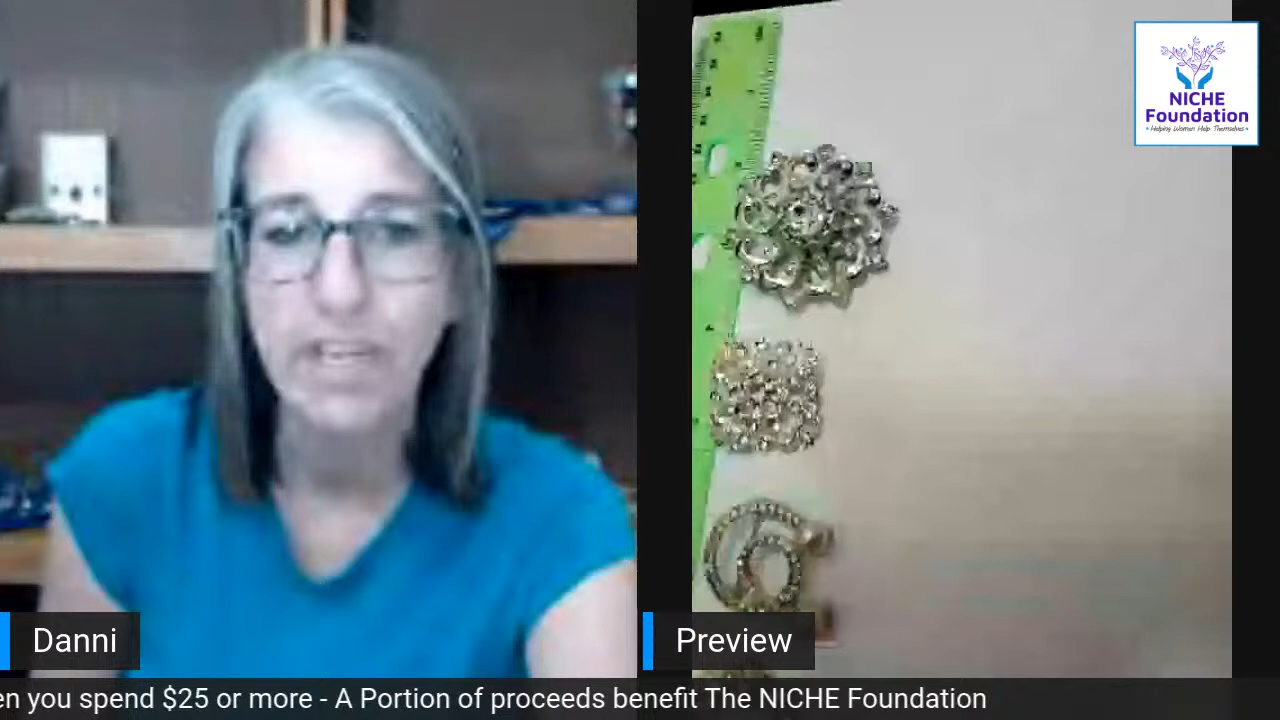 NICHE
Foundation
* Helping Women Help Themselves *
Danni
Preview
en you spend $25 or more - A Portion of proceeds benefit The NICHE Foundation